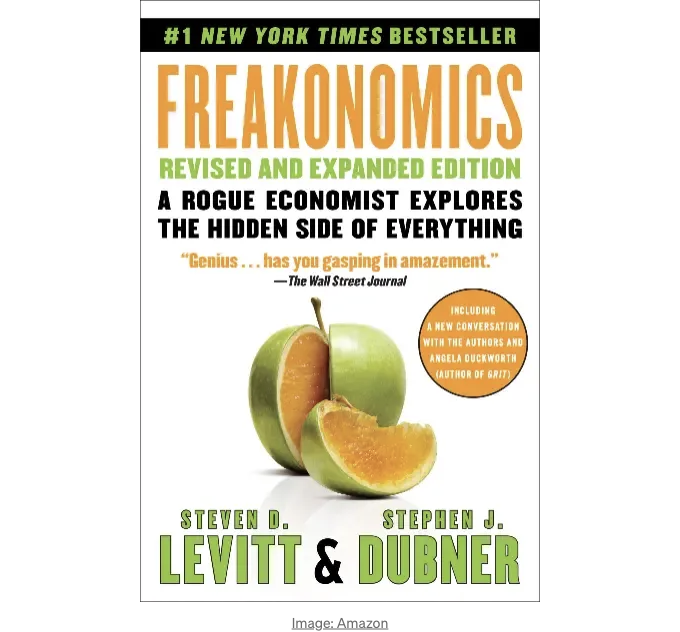 #1 NEW YORK TIMES BESTSELLER
FREAKONOMICS
REVISED AND EXPANDED EDITION
A ROGUE ECONOMIST EXPLORES
THE HIDDEN SIDE OF EVERYTHING
“Genius . . . has you gasping in amazement.”
—The Wall Street Journal
INCLUDING
A NEW CONVERSATION
WITH THE AUTHORS AND
ANGELA DUCKWORTH
(AUTHOR OF GRIT)
STEVEN D.
LEVITT &
STEPHEN J.
DUBNER
Image: Amazon